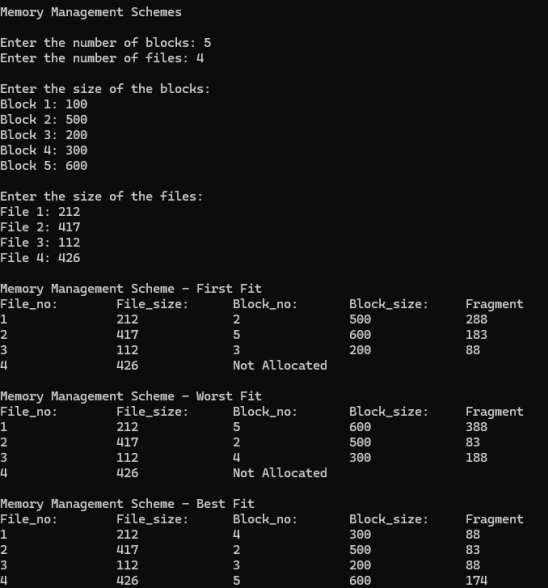 Memory Management Schemes
Enter the number of blocks: 5
Enter the number of files: 4
Enter the size of the blocks:
Block 1: 100
Block 2: 500
Block 3: 200
Block 4: 300
Block 5: 600
Enter the size of the files:
File 1: 212
File 2: 417
File 3: 112
File 4: 426
Memory Management Scheme - First Fit
File_no: File_size: Block_no: Block_size: Fragment
1 212 2 500 288
2 417 5 600 183
3 112 3 200 88
4 426 Not Allocated
Memory Management Scheme - Worst Fit
File_no: File_size: Block_no: Block_size: Fragment
1 212 5 600 388
2 417 2 500 83
3 112 4 300 188
4 426 Not Allocated
Memory Management Scheme - Best Fit
File_no: File_size: Block_no: Block_size: Fragment
1 212 4 300 88
2 417 2 500 83
3 112 3 200 88
4 426 5 600 174